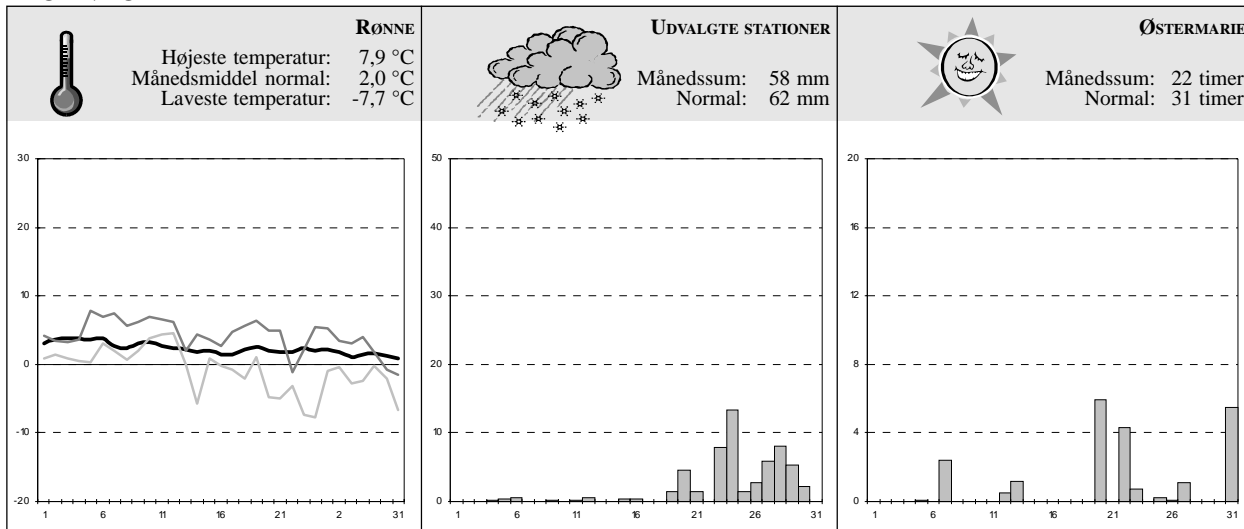 RØNNE
Højeste temperatur: 7,9 °C
Månedsmiddel normal: 2,0 °C
Laveste temperatur: -7,7 °C
UDVALGTE STATIONER
Månedssum: 58 mm
Normal: 62 mm
ØSTERMARIE
Månedssum: 22 timer
Normal: 31 timer
30
20
10
0
-10
-20
1 6 11 16 21 2 31
50
40
30
20
10
0
1 6 11 16 21 26 31
20
16
12
8
4
0
1 6 11 16 21 26 31